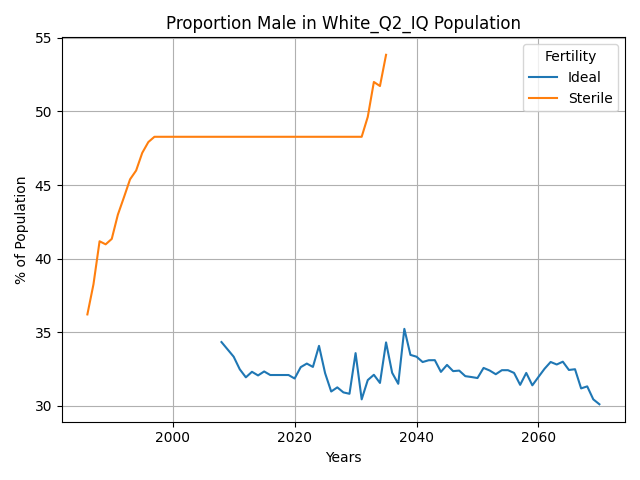 Proportion Male in White_Q2_IQ Population
Fertility
Ideal
Sterile
% of Population
55
50
45
40
35
30
2000
2020
2040
2060
Years